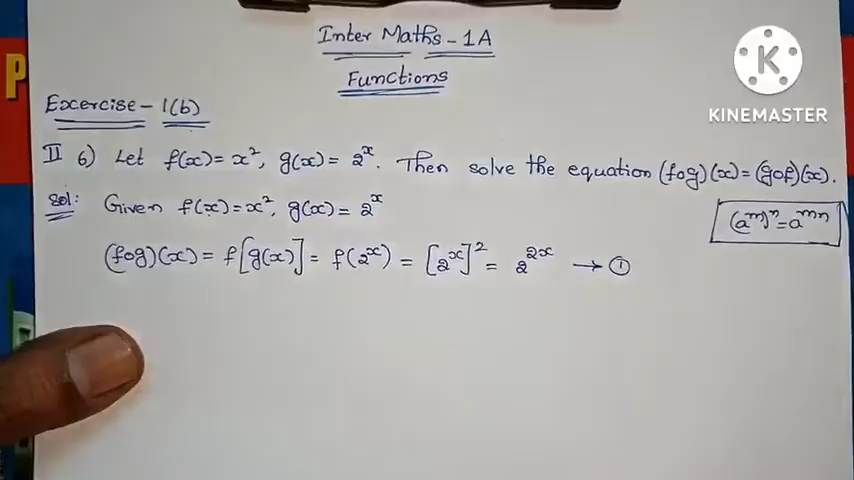 Inter Maths - 1A
Functions
K
KINEMASTER
P
Excercise - 1(b)
II 6) Let f(x) = x², g(x) = 2ˣ. Then solve the equation (fog)(x) = (gof)(x).
Sol: Given f(x) = x², g(x) = 2ˣ
(aᵐ)ⁿ = aᵐⁿ
(fog)(x) = f[g(x)] = f(2ˣ) = [2ˣ]² = 2²ˣ → ①